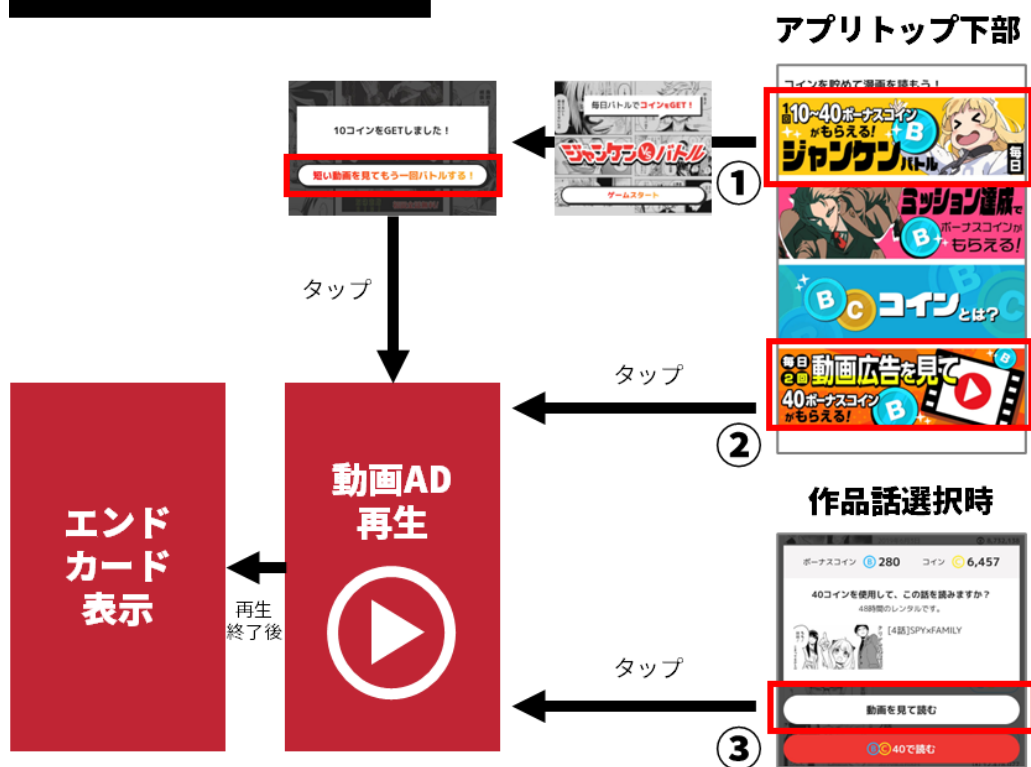 アプリトップ下部
コインを貯めて漫画を読もう!
1回10~40ボーナスコイン
がもらえる!
ジャンケンバトル
毎日
B
ミッション達成で
ボーナスコインが
もらえる!
B
B C コインとは?
毎日2回動画広告を見て
40ボーナスコイン
がもらえる!
B
①
毎日バトルでコインをGET!
ジャンケンバトル
VS
ゲームスタート
10コインをGETしました!
短い動画を見てもう一回バトルする!
タップ
タップ
②
動画AD
再生
再生
終了後
エンド
カード
表示
作品話選択時
ボーナスコイン B 280 コイン C 6,457
40コインを使用して、この話を読みますか?
48時間のレンタルです。
[4話]SPY×FAMILY
動画を見て読む
BC40で読む
タップ
③